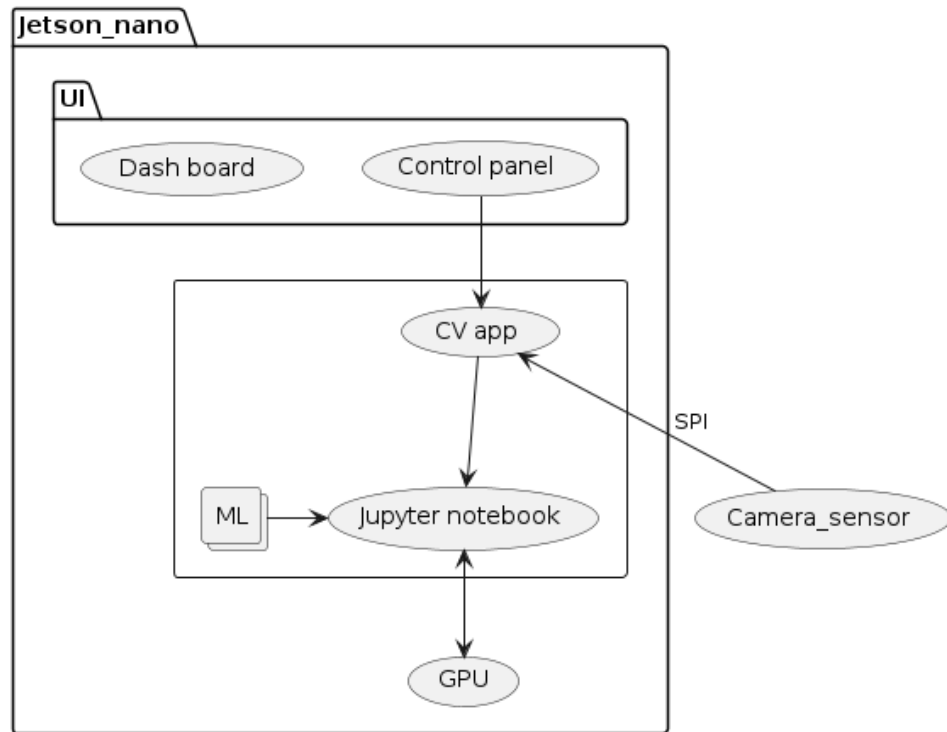 Jetson_nano
UI
Dash board
Control panel
CV app
SPI
ML
Jupyter notebook
Camera_sensor
GPU